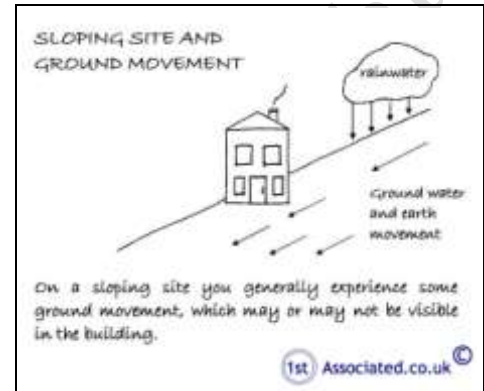 SLOPING SITE AND
GROUND MOVEMENT
rainwater
Ground water
and earth
movement
On a sloping site you generally experience some
ground movement, which may or may not be visible
in the building.
1st Associated.co.uk ©